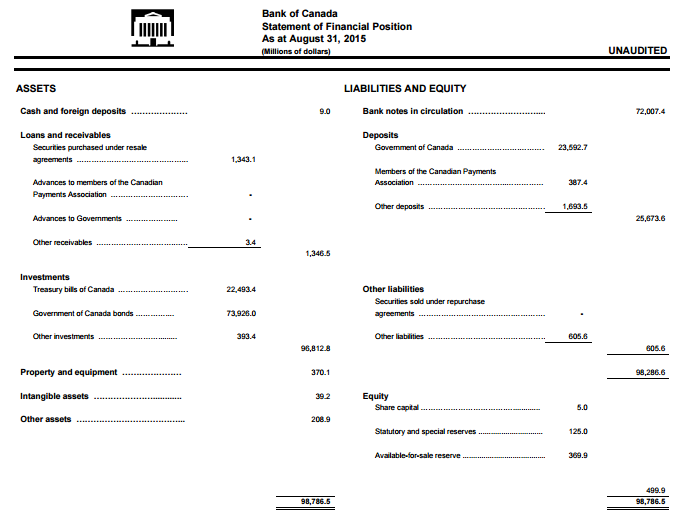 Bank of Canada
Statement of Financial Position
As at August 31, 2015
(Millions of dollars)
UNAUDITED
ASSETS
Cash and foreign deposits ………………… 9.0
Loans and receivables
Securities purchased under resale
agreements …………………………………… 1,343.1
Advances to members of the Canadian
Payments Association ……………………… -
Advances to Governments ………………… -
Other receivables …………………………… 3.4
1,346.5
Investments
Treasury bills of Canada …………………… 22,493.4
Government of Canada bonds …………… 73,926.0
Other investments ………………………… 393.4
96,812.8
Property and equipment ………………… 370.1
Intangible assets ………………………… 39.2
Other assets ……………………………… 208.9
98,786.5
LIABILITIES AND EQUITY
Bank notes in circulation ……………………… 72,007.4
Deposits
Government of Canada ………………………… 23,592.7
Members of the Canadian Payments
Association ……………………………………… 387.4
Other deposits ………………………………… 1,693.5
25,673.6
Other liabilities
Securities sold under repurchase
agreements ……………………………………… -
Other liabilities ………………………………… 605.6
605.6
98,286.6
Equity
Share capital …………………………………… 5.0
Statutory and special reserves ………………… 125.0
Available-for-sale reserve ……………………… 369.9
499.9
98,786.5